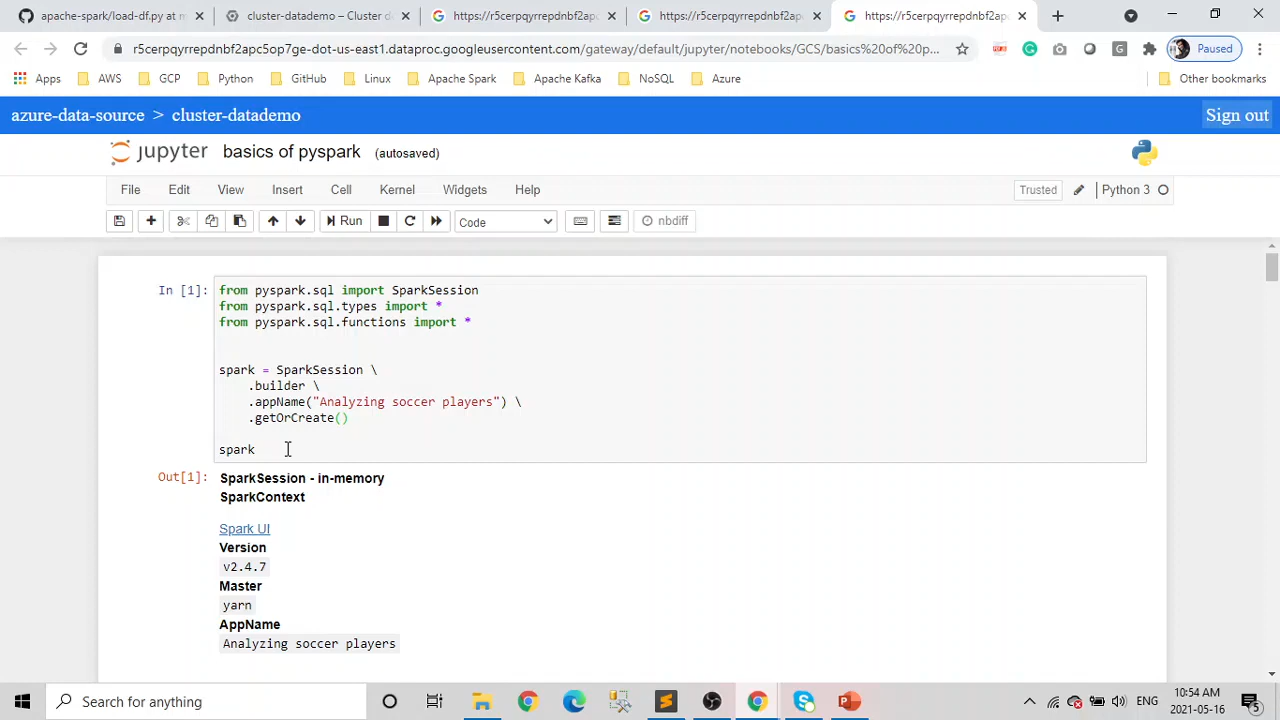 apache-spark/load-df.py at m
cluster-datademo – Cluster d
https://r5cerpqyrrepdnbf2apc
https://r5cerpqyrrepdnbf2apc
https://r5cerpqyrrepdnbf2apc
r5cerpqyrrepdnbf2apc5op7ge-dot-us-east1.dataproc.googleusercontent.com/gateway/default/jupyter/notebooks/GCS/basics%20of%20p...
Paused
Apps AWS GCP Python GitHub Linux Apache Spark Apache Kafka NoSQL Azure Other bookmarks
azure-data-source > cluster-datademo Sign out
jupyter basics of pyspark (autosaved)
File Edit View Insert Cell Kernel Widgets Help Trusted Python 3
Run Code nbdiff
In [1]: from pyspark.sql import SparkSession
from pyspark.sql.types import *
from pyspark.sql.functions import *
spark = SparkSession \
.builder \
.appName("Analyzing soccer players") \
.getOrCreate()
spark
Out[1]: SparkSession - in-memory
SparkContext
Spark UI
Version
v2.4.7
Master
yarn
AppName
Analyzing soccer players
Search for anything
ENG
10:54 AM
2021-05-16
5